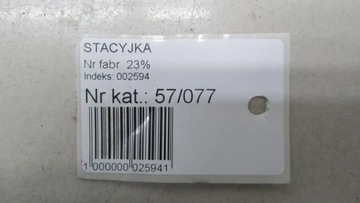 STACYJKA
Nr fabr. 23%
Indeks: 002594
Nr kat.: 57/077
1 000000 025941